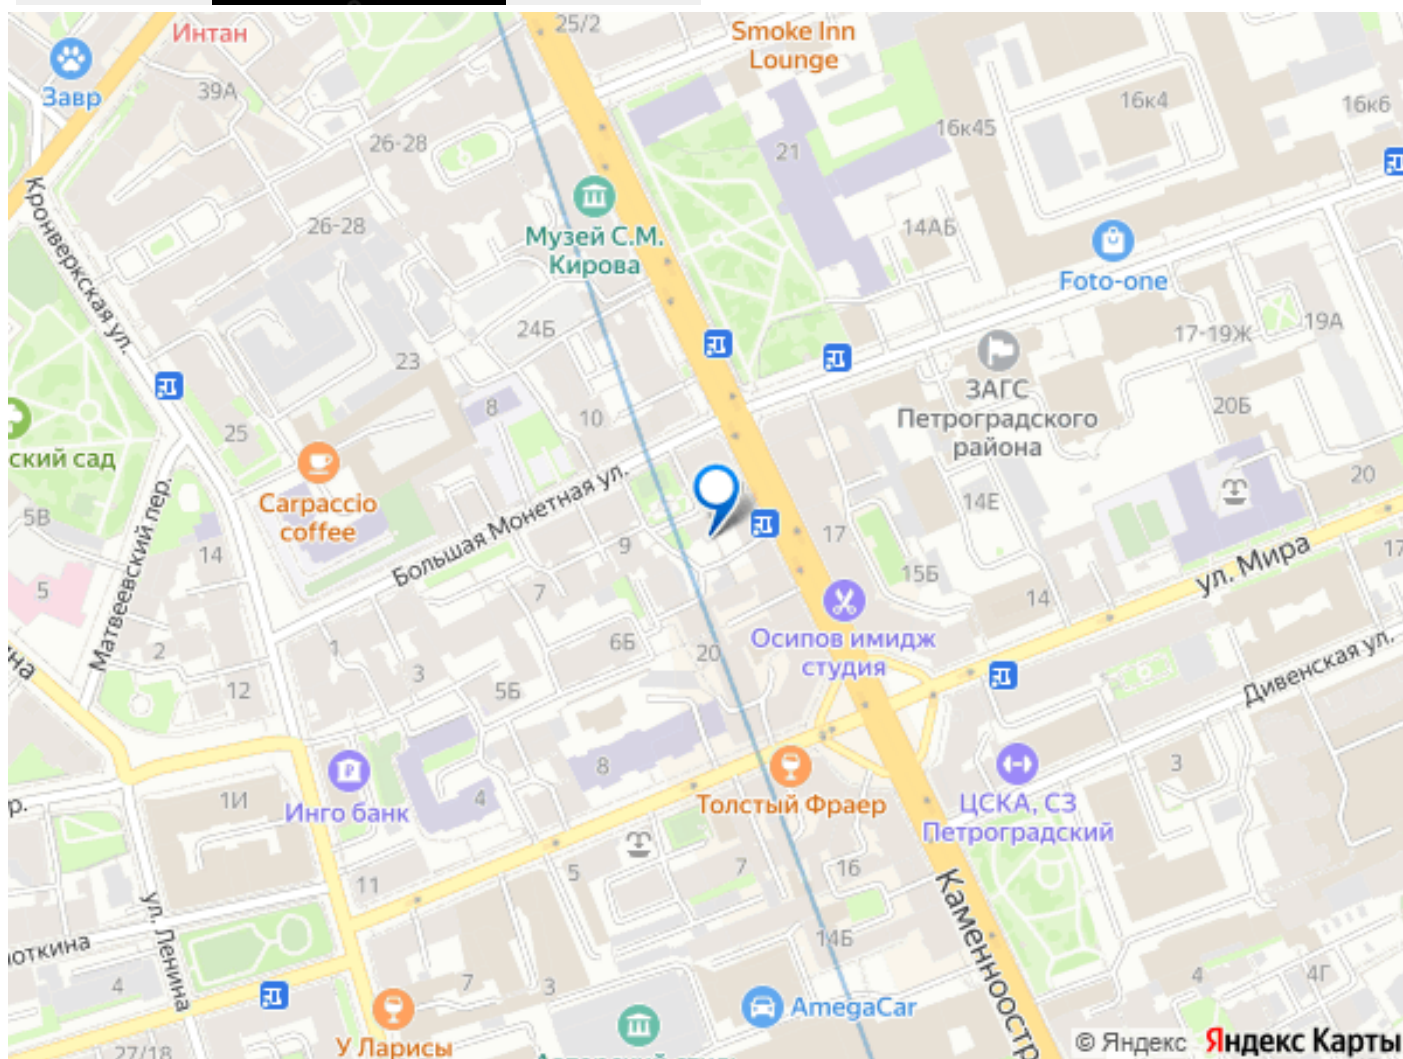 25/2
Интан
Smoke Inn
Lounge
Завр
39А
16к4
16к6
26-28
16к45
21
Кронверкская ул.
26-28
Музей С.М.
Кирова
14АБ
Foto-one
24Б
17-19Ж
19А
23
ЗАГС
Петроградского
района
8
10
20Б
25
ский сад
Carpaccio
coffee
Большая Монетная ул.
14Е
20
5В
Матвеевский пер.
14
9
17
ул. Мира
17
5
7
15Б
14
2
1
6Б
20
Осипов имидж
студия
на
12
3
5Б
Дивенская ул.
8
3
р.
1И
Инго банк
4
Толстый Фраер
ЦСКА, СЗ
Петроградский
11
5
7
16
ул. Ленина
Каменноостр
откина
14Б
4
7
3
4
4Г
AmegaCar
27/18
У Ларисы
© Яндекс
Яндекс Карты